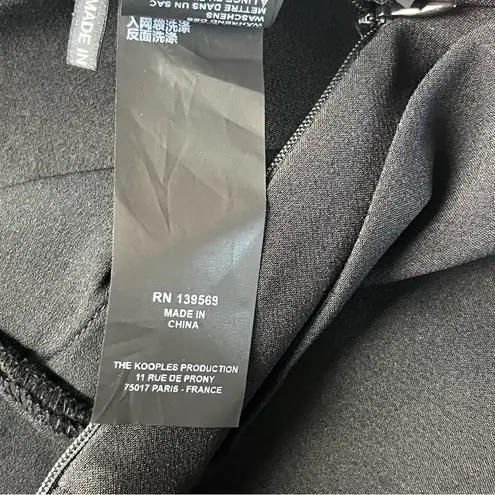 MADE IN
METTRE DANS UN SAC
WASCHENS
入网袋洗涤
反面洗涤
RN 139569
MADE IN
CHINA
THE KOOPLES PRODUCTION
11 RUE DE PRONY
75017 PARIS - FRANCE